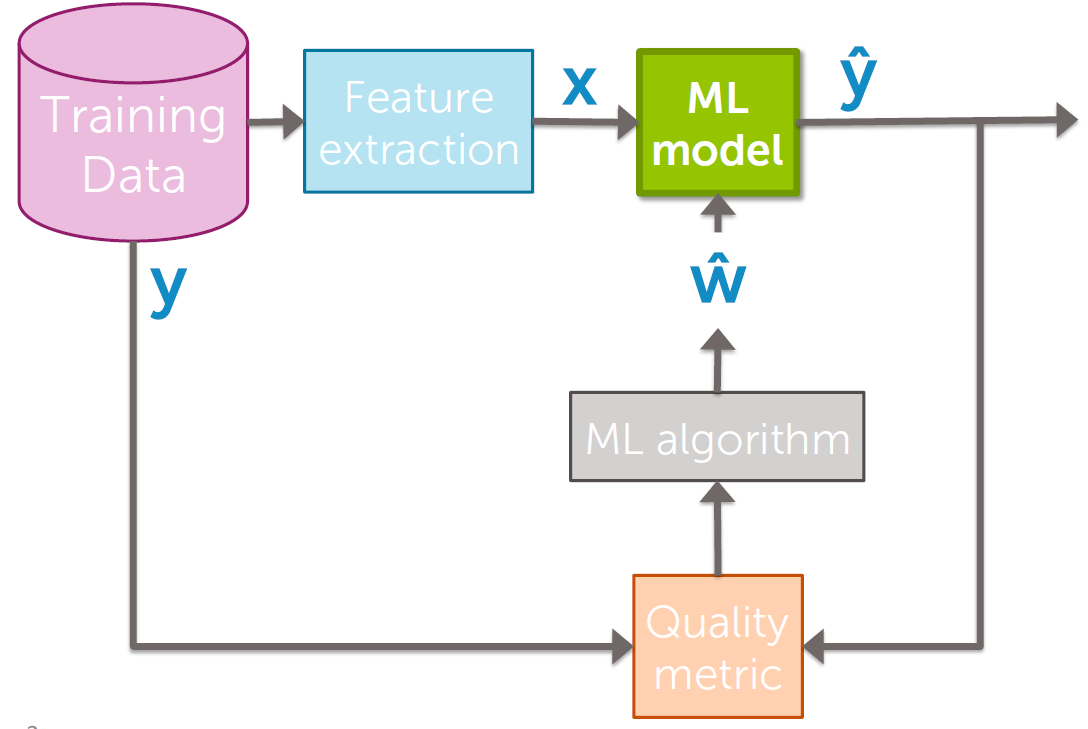 Training
Data
Feature
extraction
x
ML
model
ŷ
y
ŵ
ML algorithm
Quality
metric